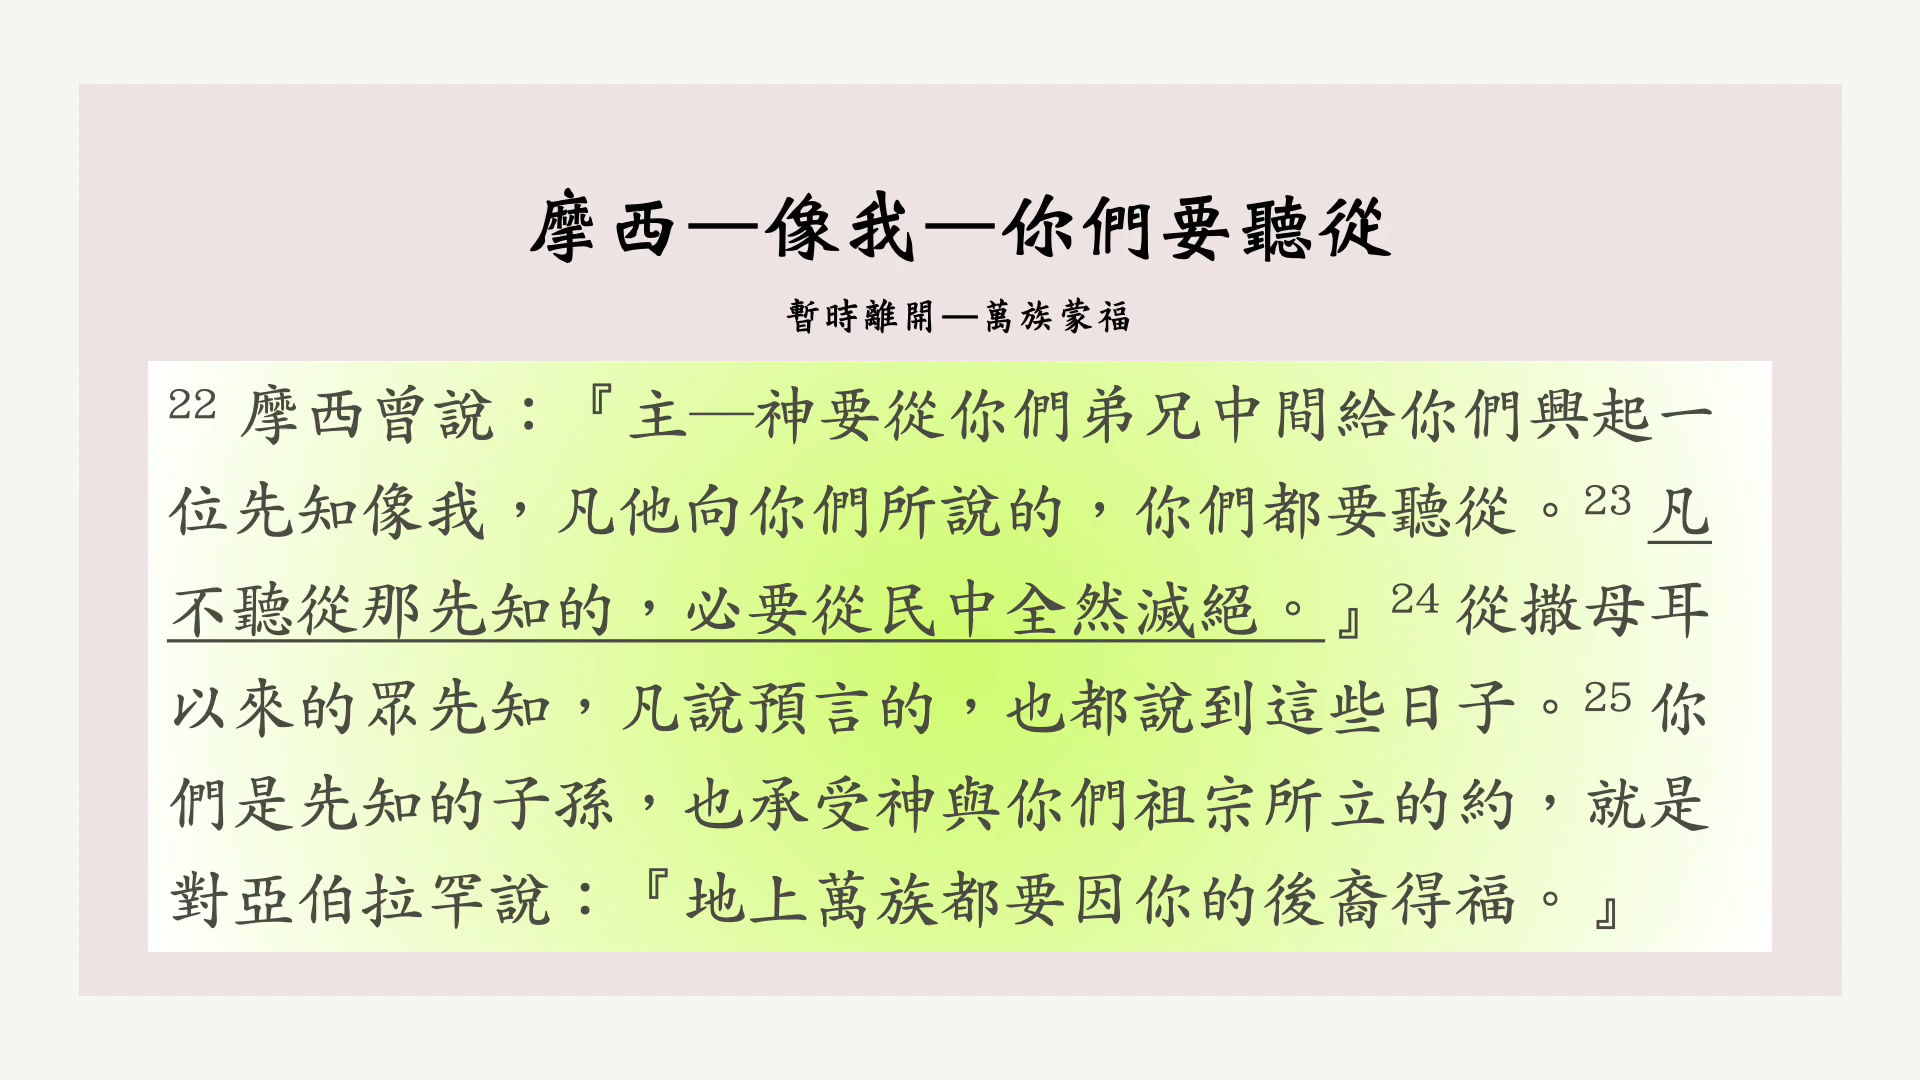 摩西—像我—你們要聽從
暫時離開—萬族蒙福
22 摩西曾說：『主—神要從你們弟兄中間給你們興起一
位先知像我，凡他向你們所說的，你們都要聽從。23 凡
不聽從那先知的，必要從民中全然滅絕。』24 從撒母耳
以來的眾先知，凡說預言的，也都說到這些日子。25 你
們是先知的子孫，也承受神與你們祖宗所立的約，就是
對亞伯拉罕說：『地上萬族都要因你的後裔得福。』